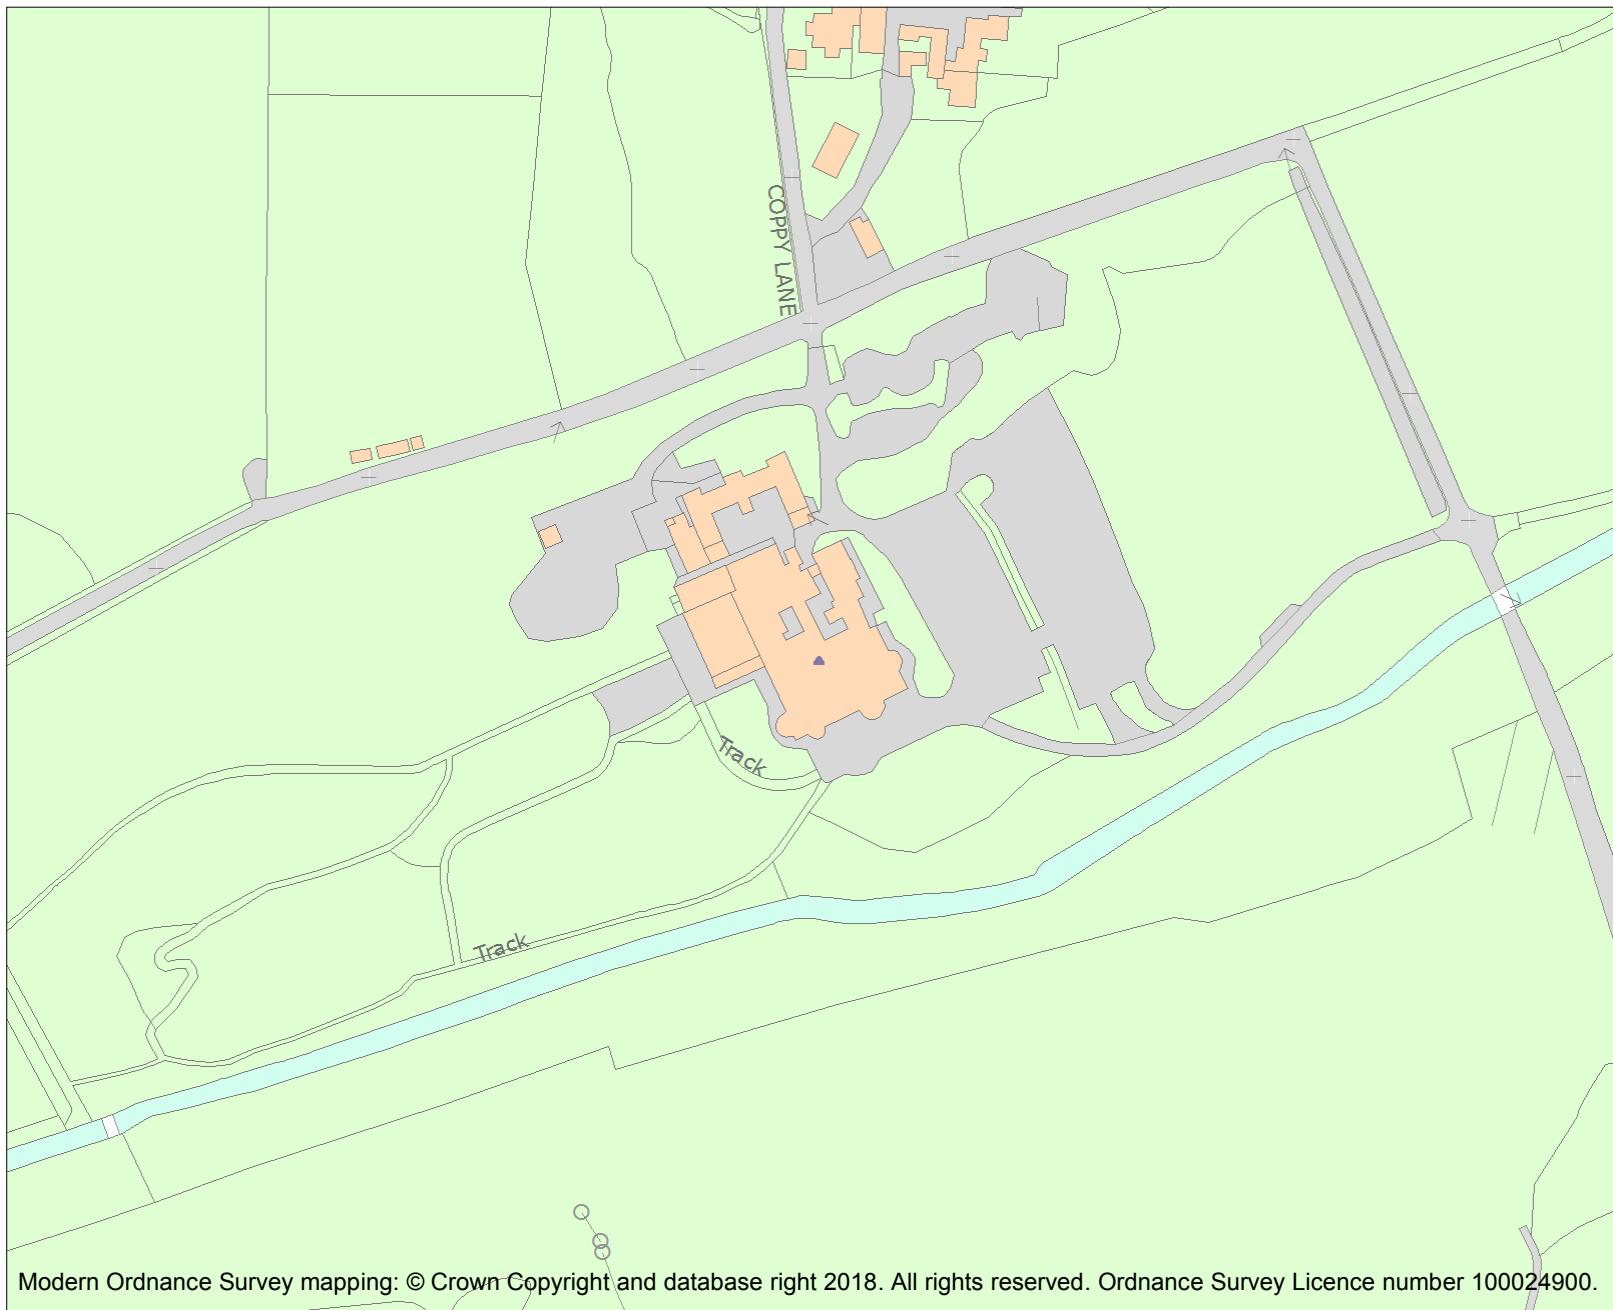 COPPY LANE
Track
Track
Modern Ordnance Survey mapping: © Crown Copyright and database right 2018. All rights reserved. Ordnance Survey Licence number 100024900.